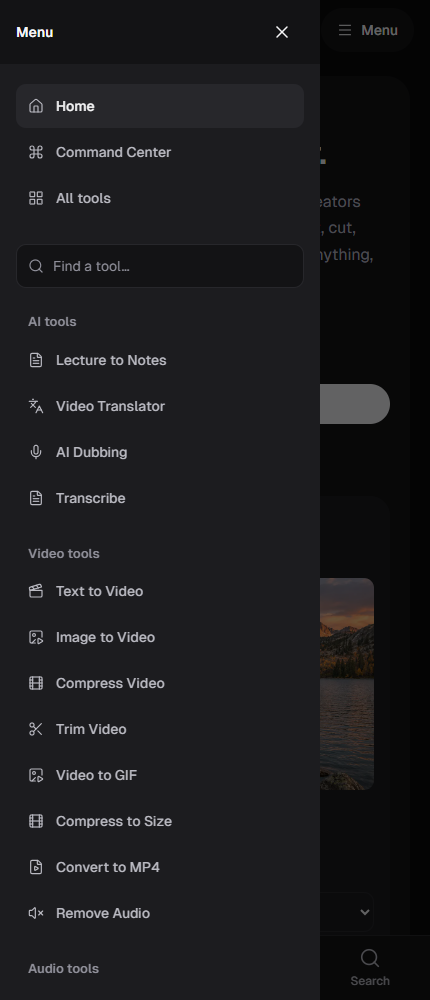 Menu
Menu
Home
Command Center
All tools
Find a tool...
AI tools
Lecture to Notes
Video Translator
AI Dubbing
Transcribe
Video tools
Text to Video
Image to Video
Compress Video
Trim Video
Video to GIF
Compress to Size
Convert to MP4
Remove Audio
Audio tools
, cut,
Search